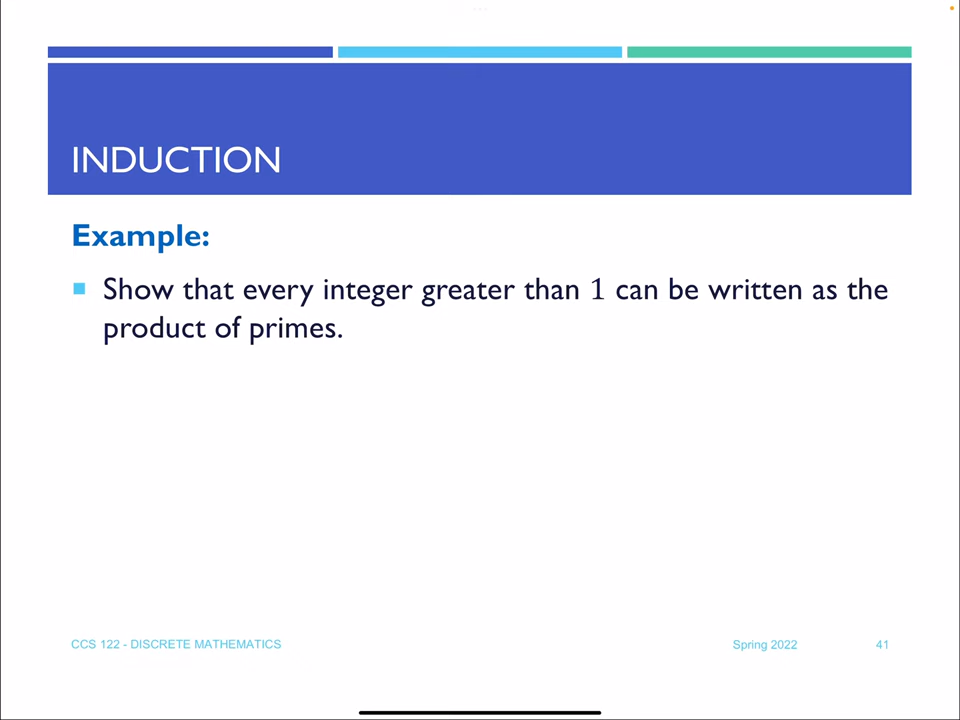 INDUCTION
Example:
Show that every integer greater than 1 can be written as the
product of primes.
CCS 122 - DISCRETE MATHEMATICS
Spring 2022
41